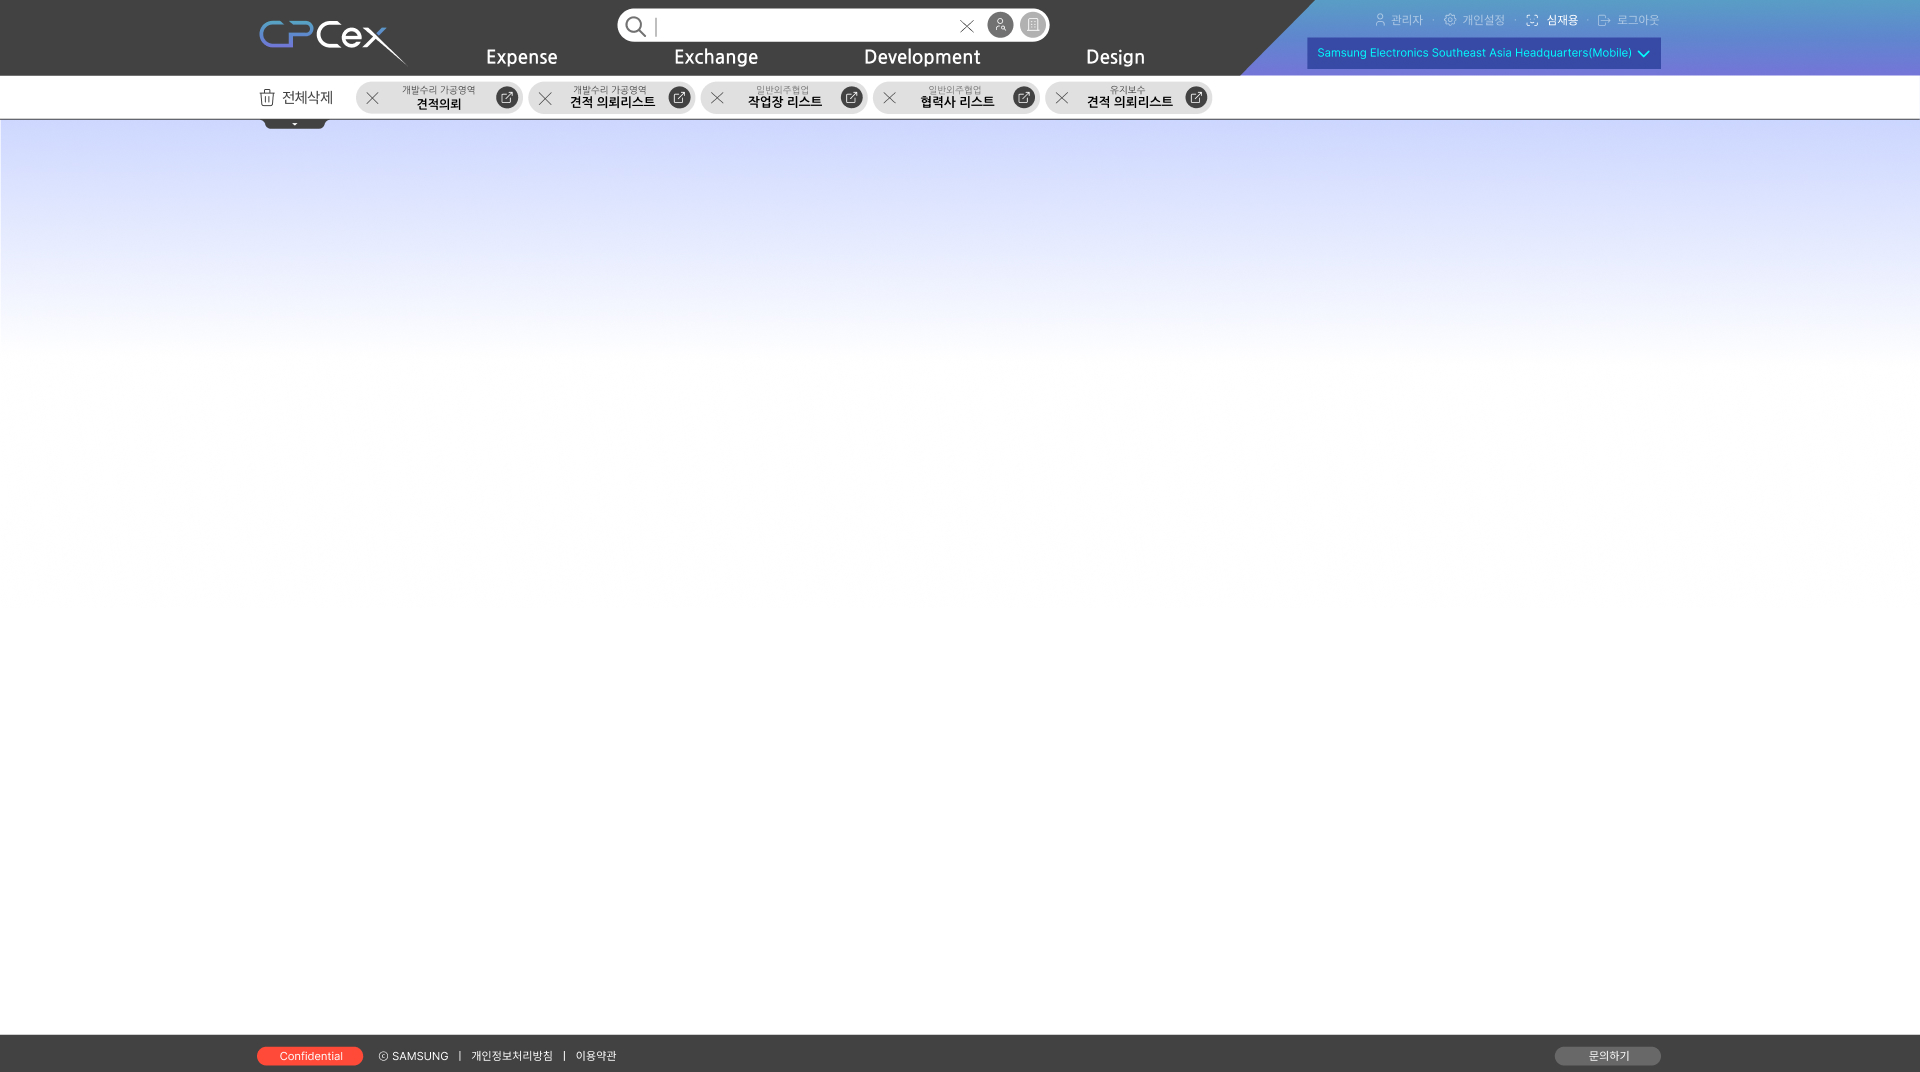 CPCex
Expense
Exchange
Development
Design
관리자 · 개인설정 · 심재용 · 로그아웃
Samsung Electronics Southeast Asia Headquarters(Mobile)
전체삭제
개발수리 가공영역
견적의뢰
개발수리 가공영역
견적 의뢰리스트
일반외주협업
작업장 리스트
일반외주협업
협력사 리스트
유지보수
견적 의뢰리스트
Confidential
ⓒ SAMSUNG | 개인정보처리방침 | 이용약관
문의하기